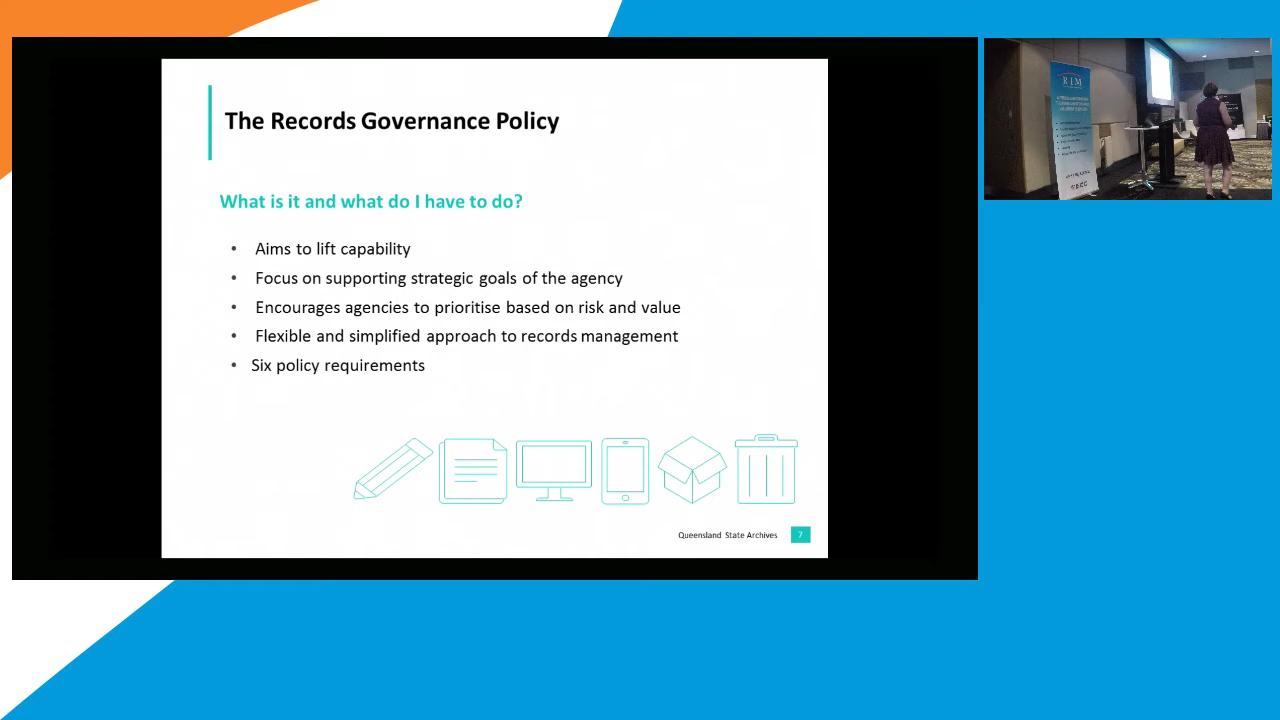 The Records Governance Policy
What is it and what do I have to do?
• Aims to lift capability
• Focus on supporting strategic goals of the agency
• Encourages agencies to prioritise based on risk and value
• Flexible and simplified approach to records management
• Six policy requirements
Queensland State Archives
7
RIM